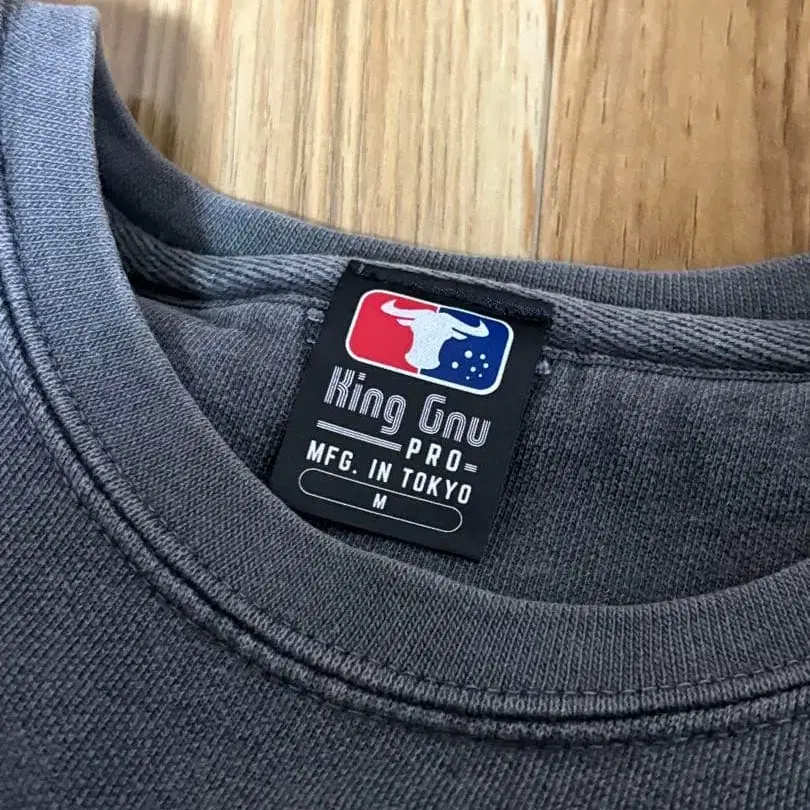 King Gnu
PRO
MFG. IN TOKYO
M